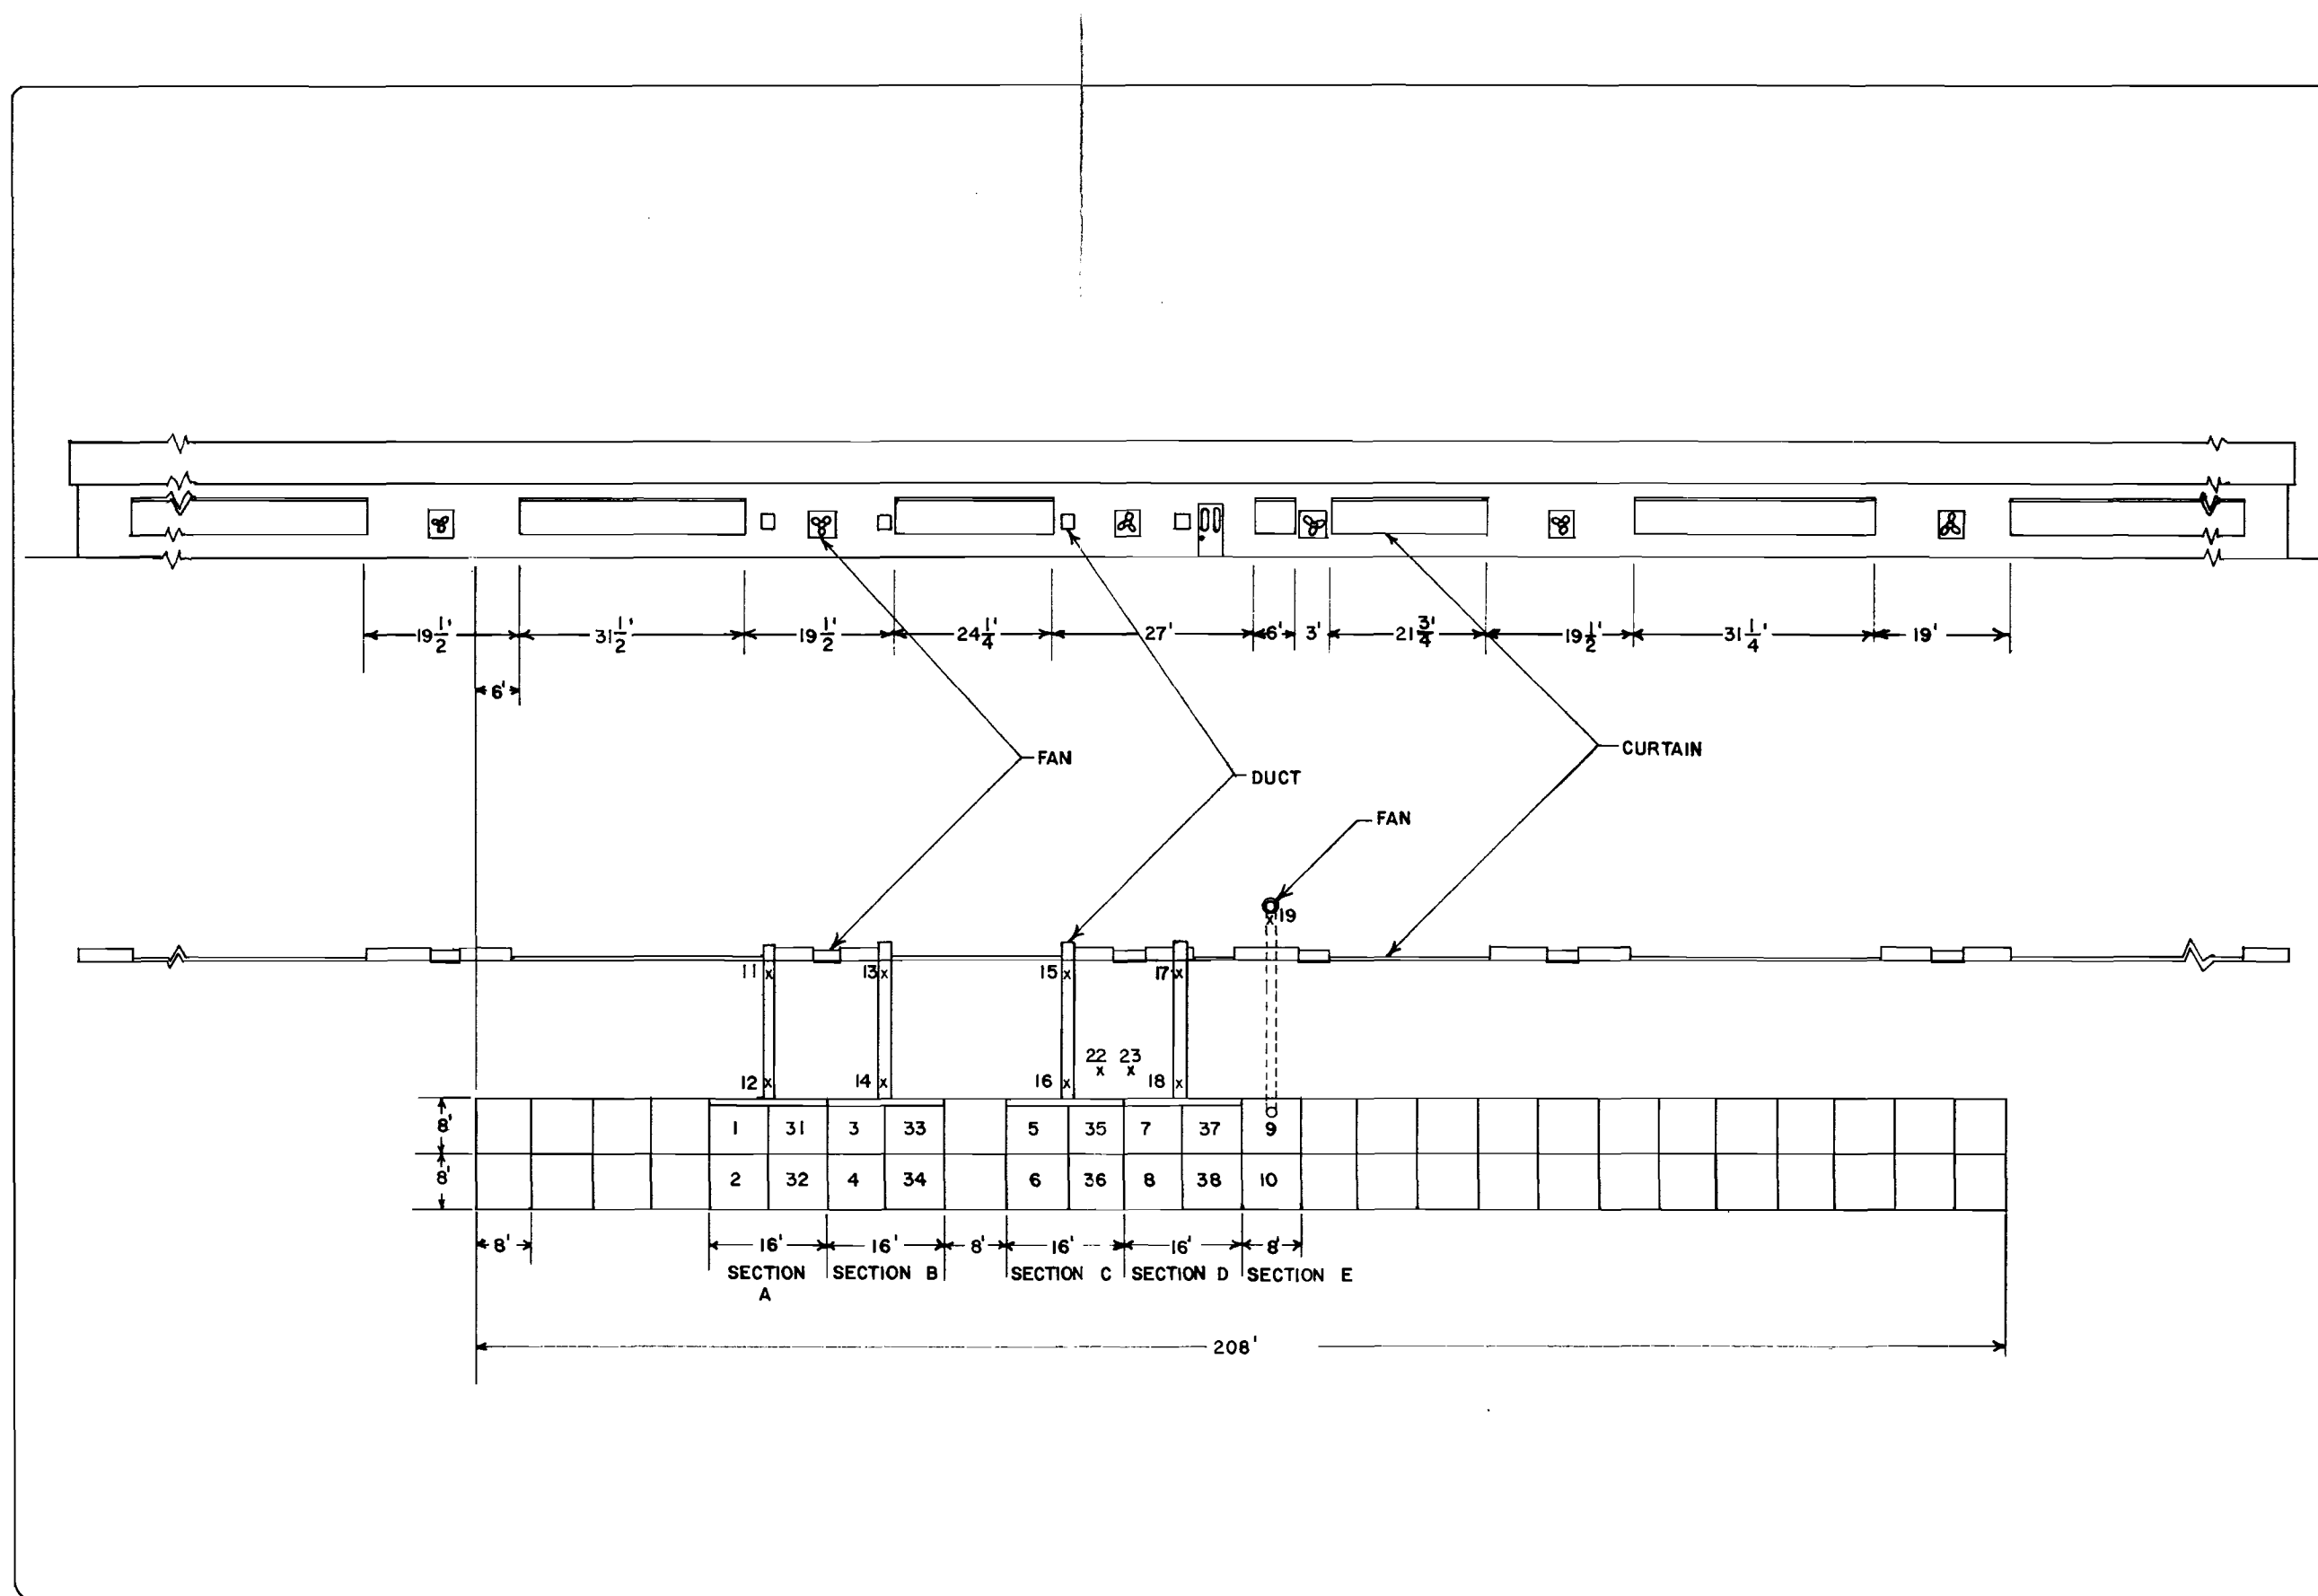 19 1/2' 31 1/2' 19 1/2' 24 1/4' 27' 6' 3' 21 3/4' 19 1/2' 31 1/4' 19'
6'
FAN
DUCT
CURTAIN
FAN
19
11 13 15 17
22 23
12 14 16 18
8' 1 31 3 33 5 35 7 37 9
8' 2 32 4 34 6 36 8 38 10
8' 16' 16' 8' 16' 16' 8'
SECTION A
SECTION B
SECTION C
SECTION D
SECTION E
208'